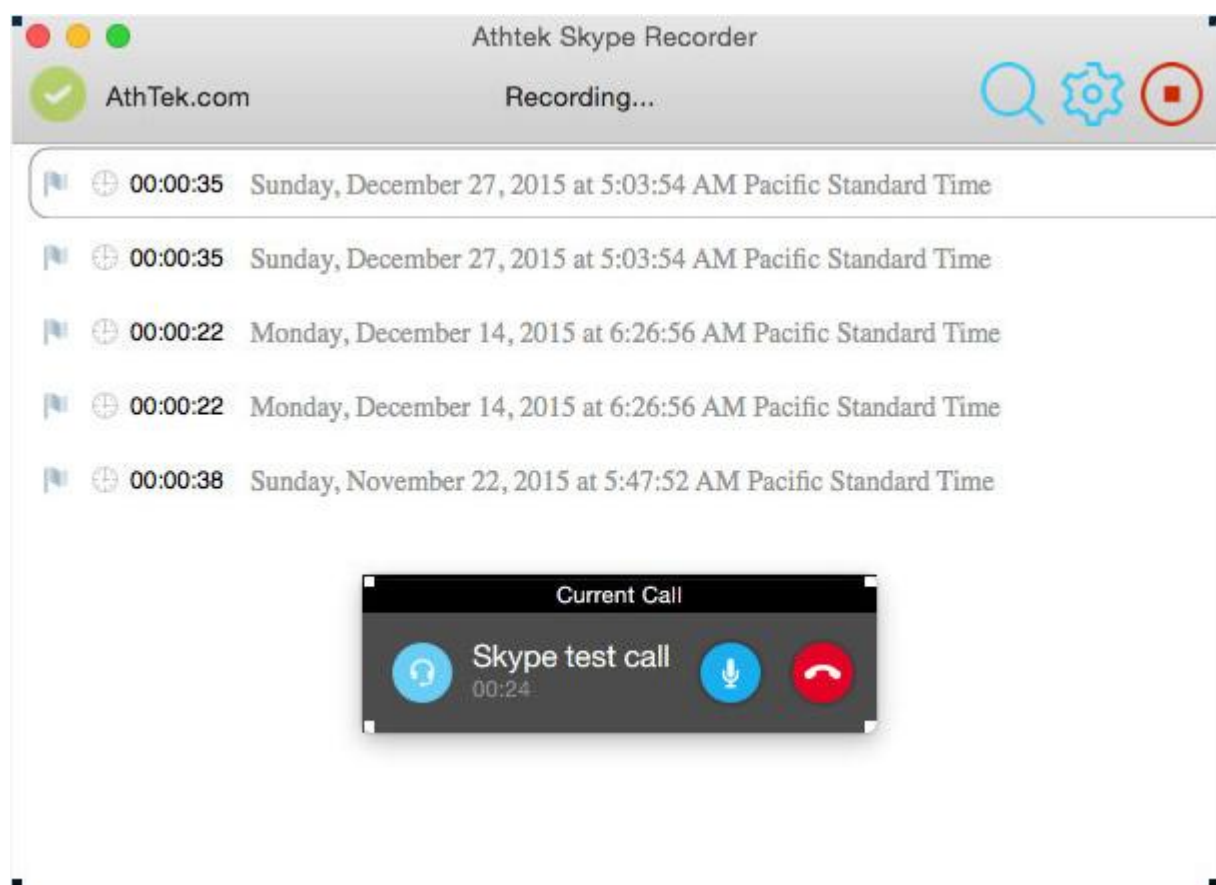 Athtek Skype Recorder
AthTek.com Recording...
00:00:35 Sunday, December 27, 2015 at 5:03:54 AM Pacific Standard Time
00:00:35 Sunday, December 27, 2015 at 5:03:54 AM Pacific Standard Time
00:00:22 Monday, December 14, 2015 at 6:26:56 AM Pacific Standard Time
00:00:22 Monday, December 14, 2015 at 6:26:56 AM Pacific Standard Time
00:00:38 Sunday, November 22, 2015 at 5:47:52 AM Pacific Standard Time
Current Call
Skype test call
00:24